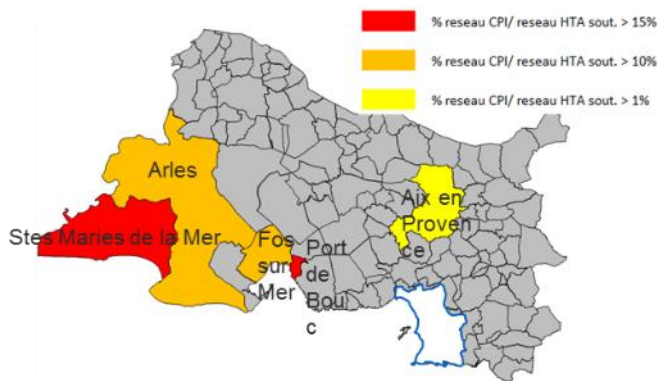 % reseau CPI/ reseau HTA sout. > 15%
% reseau CPI/ reseau HTA sout. > 10%
% reseau CPI/ reseau HTA sout. > 1%
Arles
Aix en
Proven
ce
Stes Maries de la Mer
Fos
sur
Mer
Port
de
Bou
c